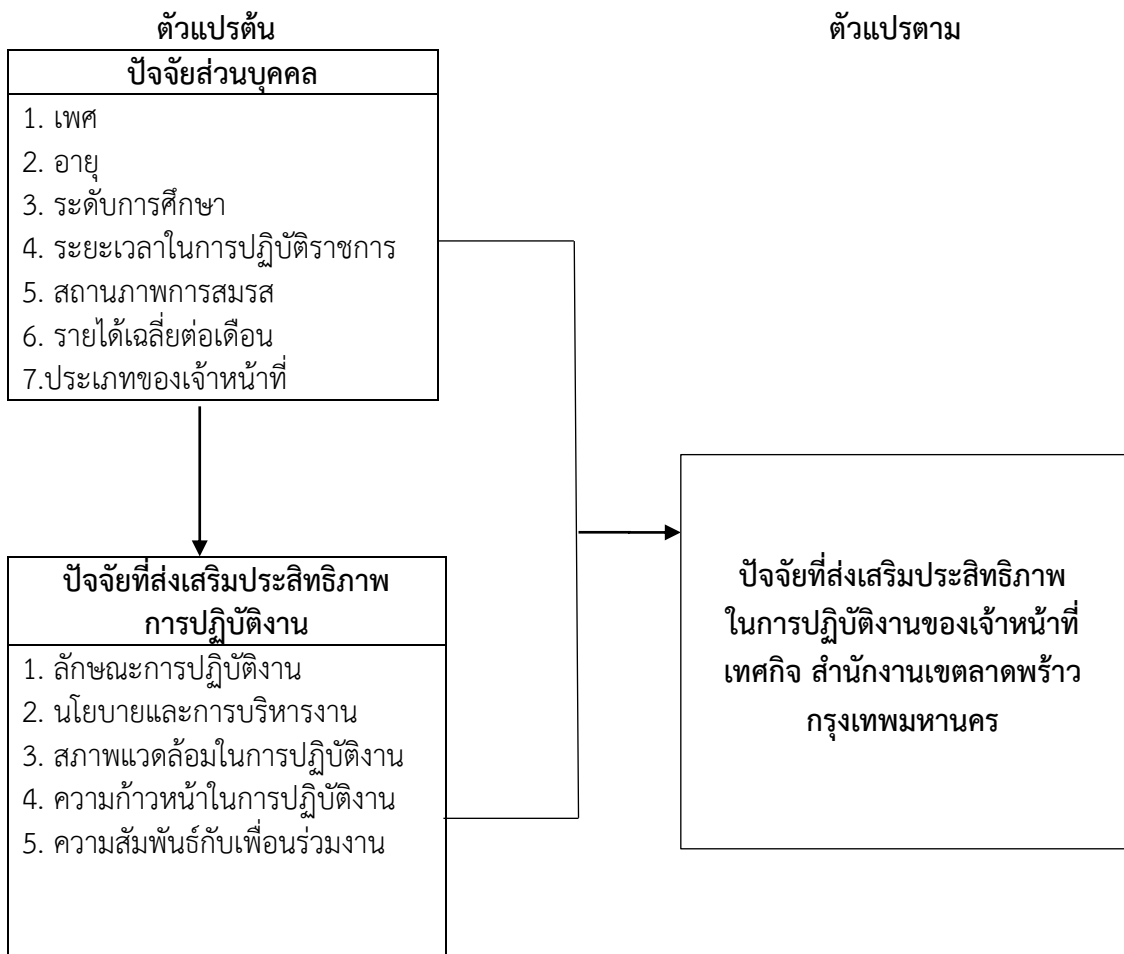 ตัวแปรต้น
ตัวแปรตาม
ปัจจัยส่วนบุคคล
1. เพศ
2. อายุ
3. ระดับการศึกษา
4. ระยะเวลาในการปฏิบัติราชการ
5. สถานภาพการสมรส
6. รายได้เฉลี่ยต่อเดือน
7.ประเภทของเจ้าหน้าที่
ปัจจัยที่ส่งเสริมประสิทธิภาพ
การปฏิบัติงาน
1. ลักษณะการปฏิบัติงาน
2. นโยบายและการบริหารงาน
3. สภาพแวดล้อมในการปฏิบัติงาน
4. ความก้าวหน้าในการปฏิบัติงาน
5. ความสัมพันธ์กับเพื่อนร่วมงาน
ปัจจัยที่ส่งเสริมประสิทธิภาพ
ในการปฏิบัติงานของเจ้าหน้าที่
เทศกิจ สำนักงานเขตลาดพร้าว
กรุงเทพมหานคร